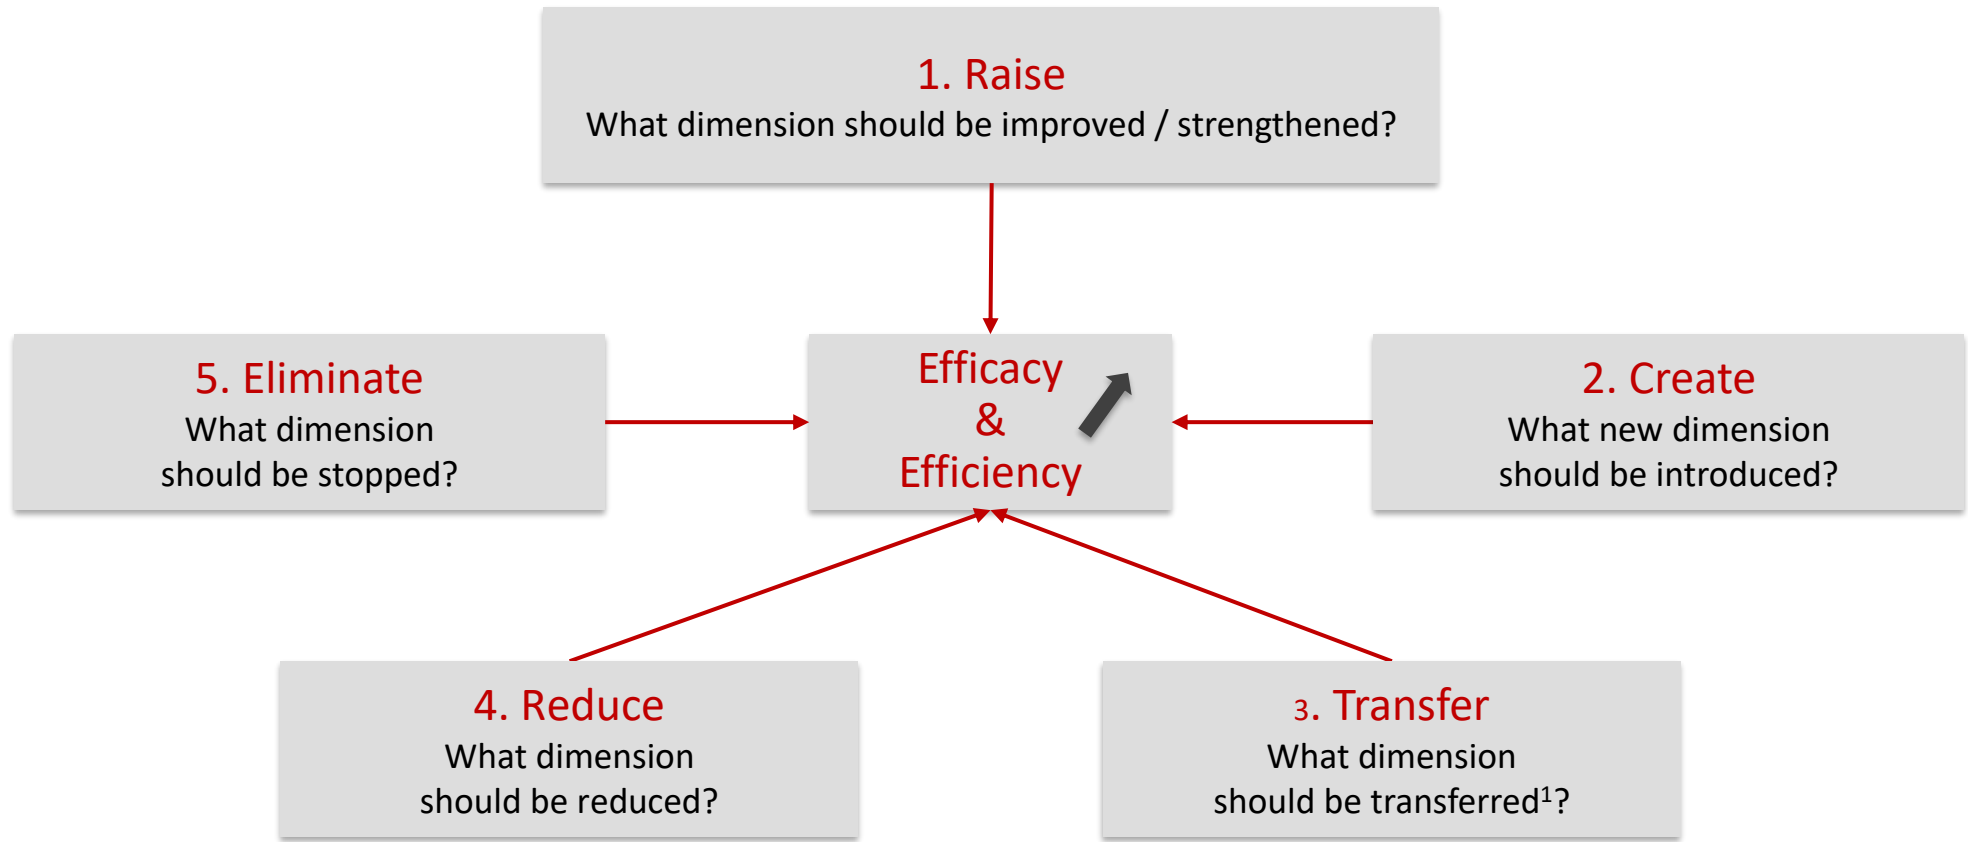 1. Raise
What dimension should be improved / strengthened?
5. Eliminate
What dimension
should be stopped?
Efficacy
&
Efficiency
2. Create
What new dimension
should be introduced?
4. Reduce
What dimension
should be reduced?
3. Transfer
What dimension
should be transferred¹?